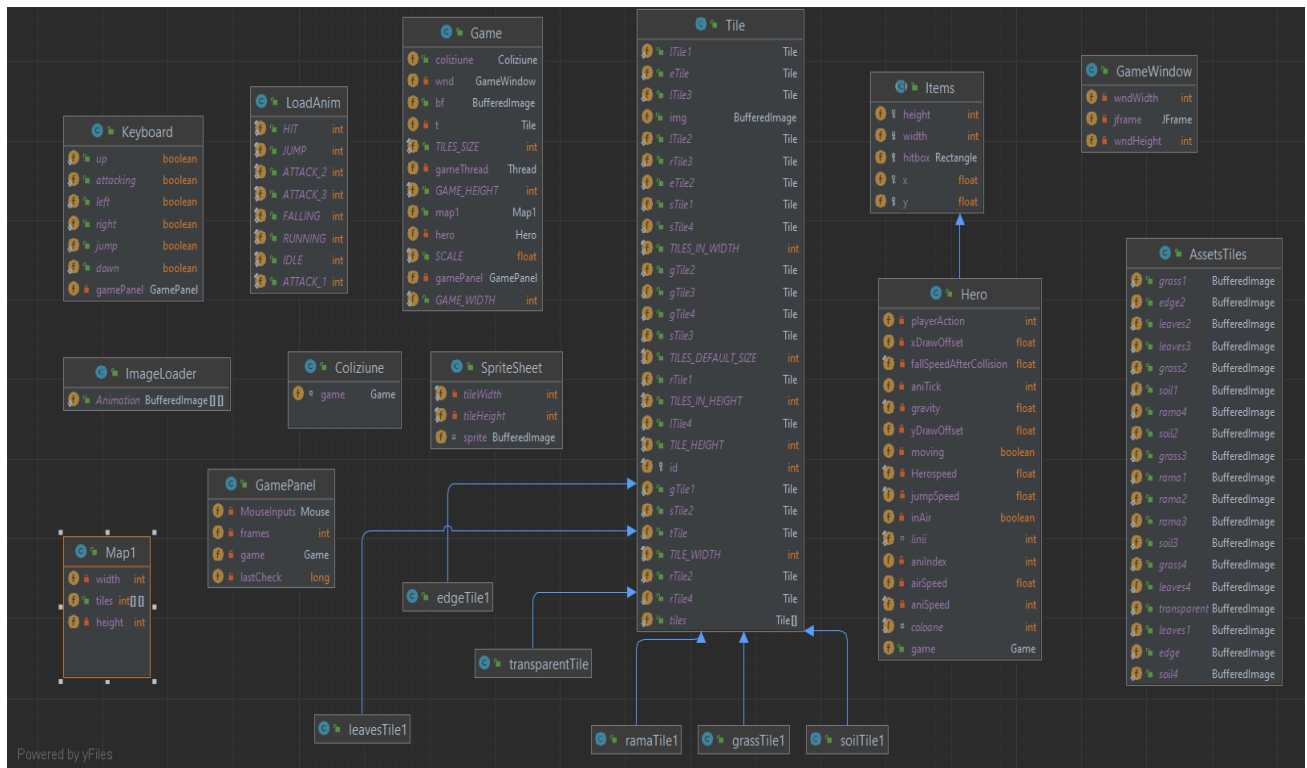 Keyboard
up boolean
attacking boolean
left boolean
right boolean
jump boolean
down boolean
gamePanel GamePanel
LoadAnim
HIT int
JUMP int
ATTACK_2 int
ATTACK_3 int
FALLING int
RUNNING int
IDLE int
ATTACK_1 int
Game
coliziune Coliziune
wnd GameWindow
bf BufferedImage
t Tile
TILES_SIZE int
gameThread Thread
GAME_HEIGHT int
map1 Map1
hero Hero
SCALE float
gamePanel GamePanel
GAME_WIDTH int
Tile
lTile1 Tile
eTile Tile
lTile3 Tile
img BufferedImage
lTile2 Tile
rTile3 Tile
eTile2 Tile
sTile1 Tile
sTile4 Tile
TILES_IN_WIDTH int
gTile2 Tile
gTile3 Tile
gTile4 Tile
sTile3 Tile
TILES_DEFAULT_SIZE int
rTile1 Tile
TILES_IN_HEIGHT int
lTile4 Tile
TILE_HEIGHT int
id int
gTile1 Tile
sTile2 Tile
tTile Tile
TILE_WIDTH int
rTile2 Tile
rTile4 Tile
tiles Tile[]
Items
height int
width int
hitbox Rectangle
x float
y float
GameWindow
wndWidth int
jframe JFrame
wndHeight int
Hero
playerAction int
xDrawOffset float
fallSpeedAfterCollision float
aniTick int
gravity float
yDrawOffset float
moving boolean
Herospeed float
jumpSpeed float
inAir boolean
linii int
aniIndex int
airSpeed float
aniSpeed int
coloane int
game Game
AssetsTiles
grass1 BufferedImage
edge2 BufferedImage
leaves2 BufferedImage
leaves3 BufferedImage
grass2 BufferedImage
soil1 BufferedImage
rama4 BufferedImage
soil2 BufferedImage
grass3 BufferedImage
rama1 BufferedImage
rama2 BufferedImage
rama3 BufferedImage
soil3 BufferedImage
grass4 BufferedImage
leaves4 BufferedImage
transparent BufferedImage
leaves1 BufferedImage
edge BufferedImage
soil4 BufferedImage
ImageLoader
Animation BufferedImage[][]
Coliziune
game Game
SpriteSheet
tileWidth int
tileHeight int
sprite BufferedImage
GamePanel
MouseInputs Mouse
frames int
game Game
lastCheck long
Map1
width int
tiles int[][]
height int
edgeTile1
transparentTile
leavesTile1
ramaTile1
grassTile1
soilTile1
Powered by yFiles